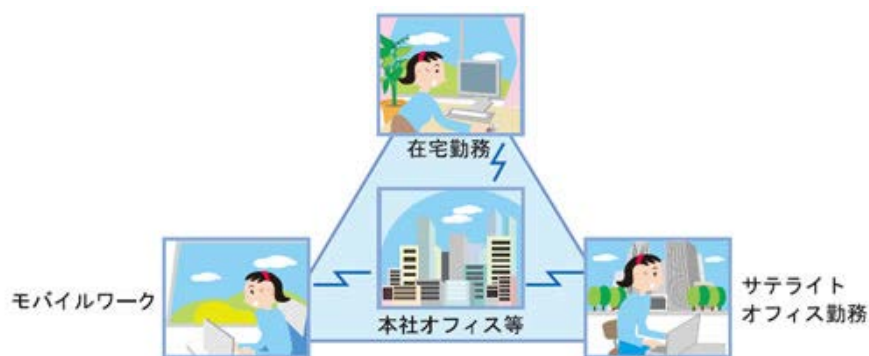 在宅勤務
モバイルワーク
本社オフィス等
サテライト
オフィス勤務